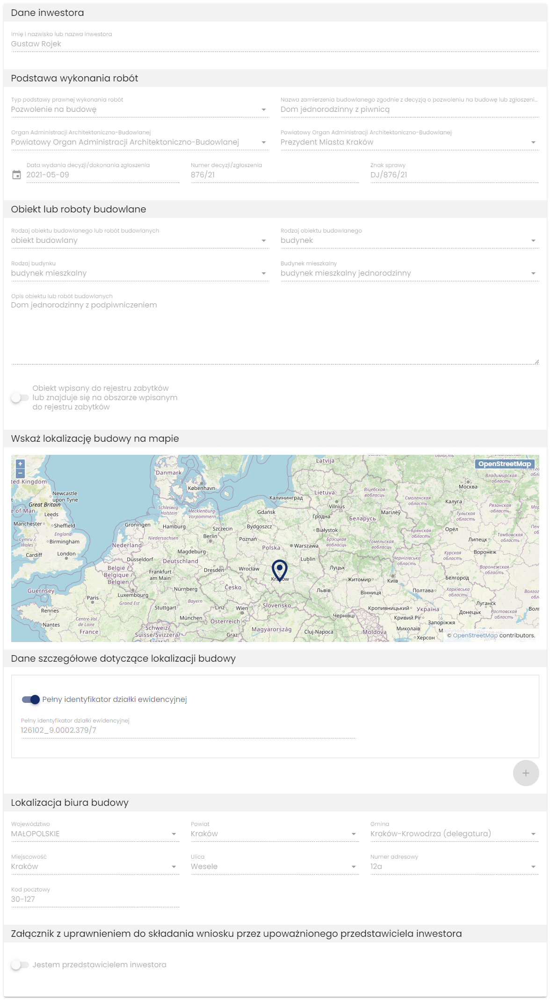 Dane inwestora
Imię i nazwisko lub nazwa inwestora
Gustaw Rojek
Podstawa wykonania robót
Typ podstawy prawnej wykonania robót
Pozwolenie na budowę
Nazwa zamierzenia budowlanego zgodnie z decyzją o pozwoleniu na budowę lub zgłoszeni...
Dom jednorodzinny z piwnicą
Organ Administracji Architektoniczno-Budowlanej
Powiatowy Organ Administracji Architektoniczno-Budowlanej
Powiatowy Organ Administracji Architektoniczno-Budowlanej
Prezydent Miasta Kraków
Data wydania decyzji/dokonania zgłoszenia
2021-05-09
Numer decyzji/zgłoszenia
876/21
Znak sprawy
DJ/876/21
Obiekt lub roboty budowlane
Rodzaj obiektu budowlanego lub robót budowlanych
obiekt budowlany
Rodzaj obiektu budowlanego
budynek
Rodzaj budynku
budynek mieszkalny
Budynek mieszkalny
budynek mieszkalny jednorodzinny
Opis obiektu lub robót budowlanych
Dom jednorodzinny z podpiwniczeniem
Obiekt wpisany do rejestru zabytków
lub znajduje się na obszarze wpisanym
do rejestru zabytków
Wskaż lokalizację budowy na mapie
+
−
OpenStreetMap
Latvija
область
область
Danmark
Владимирская
область
ted Kingdom
København
Москва
Newcastle
upon Tyne
Калининград
Lietuva
Віцебская
вобласць
Смоленская
область
Калуга
Great Britain
e of Man
Leeds
Schleswig-
Holstein
Mecklenburg-
Vorpommern
Gdańsk
Vilnius
Магілёў
Рязанская
область
Гродна
Беларусь
Тульская
область
Manchester
Sheffield
Groningen
Hamburg
Szczecin
Bydgoszcz
Białystok
Брянская
область
Орёл
England
Cymru /
Wales
Birmingham
Niedersachsen
Berlin
Poznań
Брэсцкая
вобласць
Гомельская
вобласць
Липецк
Тамбовская
область
Nederland
Polska
Warszawa
Cardiff
London
Düsseldorf
Magdeburg
Deutschland
Lublin
Чернігівська
область
Курская
область
Воронеж
België /
Belgique /
Belgien
Frankfurt
am Main
Dresden
Wrocław
Луцьк
Воронежская
область
Kraków
Житомир
Київ
Белгород
Guernsey
Luxembourg
Nürnberg
Česko
Львів
Вінниця
Полтава
Харківська
область
Paris
Grand Est
Bayern
Rennes
Stuttgart
Linz
Wien
Slovensko
Кропивницький
Україна
Луганск
Донецьк
Ростовская
область
Nantes
Centre-Val
de Loire
France
München
Österreich
Чернівці
Кривий Ріг
Запоріжжя
Schweiz/
Suisse/Svizzera/
Graz
Magyarország
Cluj-Napoca
Moldova
Миколаїв
Херсон
© OpenStreetMap contributors.
Dane szczegółowe dotyczące lokalizacji budowy
Pełny identyfikator działki ewidencyjnej
Pełny identyfikator działki ewidencyjnej
126102_9.0002.379/7
+
Lokalizacja biura budowy
Województwo
MAŁOPOLSKIE
Powiat
Kraków
Gmina
Kraków-Krowodrza (delegatura)
Miejscowość
Kraków
Ulica
Wesele
Numer adresowy
12a
Kod pocztowy
30-127
Załącznik z uprawnieniem do składania wniosku przez upoważnionego przedstawiciela inwestora
Jestem przedstawicielem inwestora